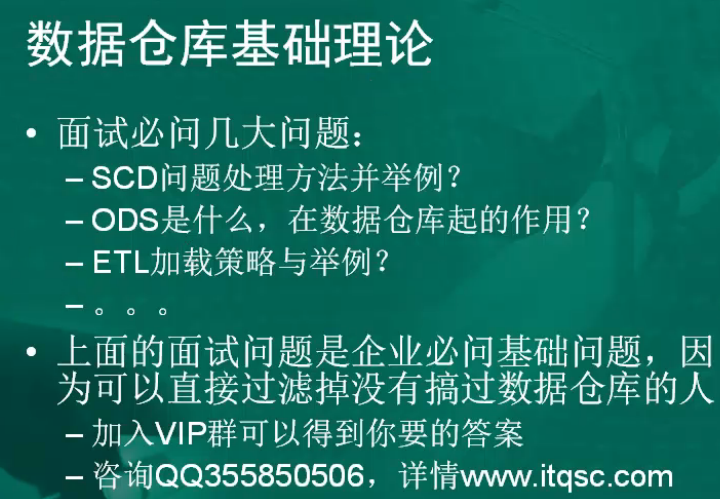 数据仓库基础理论
• 面试必问几大问题：
– SCD问题处理方法并举例？
– ODS是什么，在数据仓库起的作用？
– ETL加载策略与举例？
– 。。。
• 上面的面试问题是企业必问基础问题，因
为可以直接过滤掉没有搞过数据仓库的人
– 加入VIP群可以得到你要的答案
– 咨询QQ355850506，详情www.itqsc.com